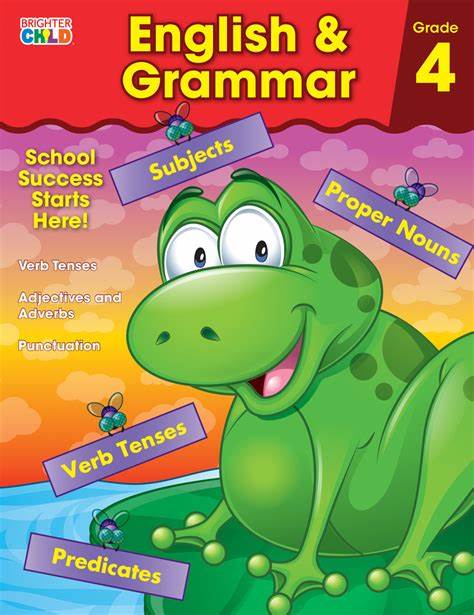 BRIGHTER
CHILD
English &
Grammar
Grade
4
School
Success
Starts
Here!
Verb Tenses
Adjectives and
Adverbs
Punctuation
Subjects
Proper Nouns
Verb Tenses
Predicates